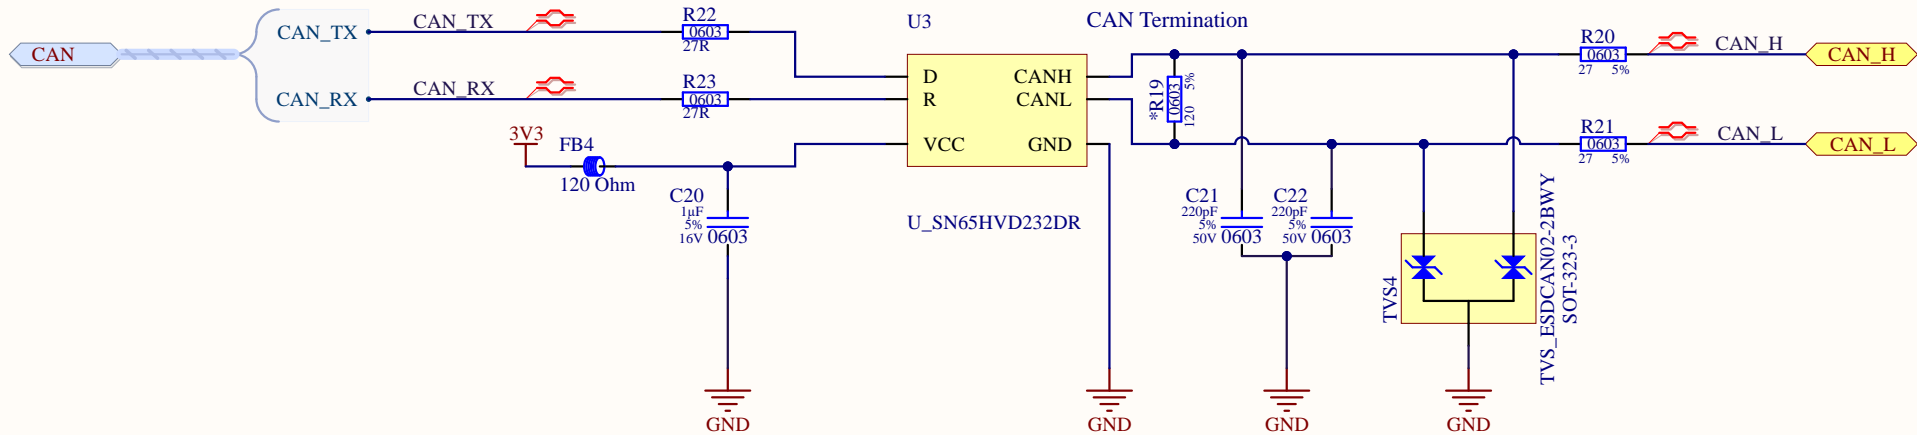 CAN
CAN_TX
CAN_RX
CAN_TX
CAN_RX
R22
0603
27R
R23
0603
27R
3V3
FB4
120 Ohm
C20
1µF
5%
16V 0603
GND
U3
D
R
VCC
CANH
CANL
GND
U_SN65HVD232DR
GND
CAN Termination
*R19
0603
120 5%
C21
220pF
5%
50V 0603
C22
220pF
5%
50V 0603
GND
TVS4
TVS_ESDCAN02-2BWY
SOT-323-3
GND
R20
0603
27 5%
CAN_H
CAN_H
R21
0603
27 5%
CAN_L
CAN_L